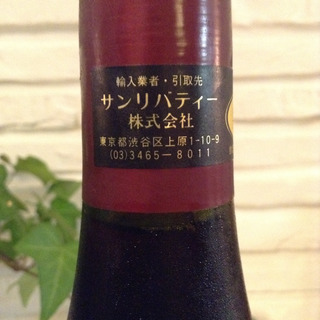 輸入業者・引取先
サンリバティー
株式会社
東京都渋谷区上原1-10-9
(03)3465-8011